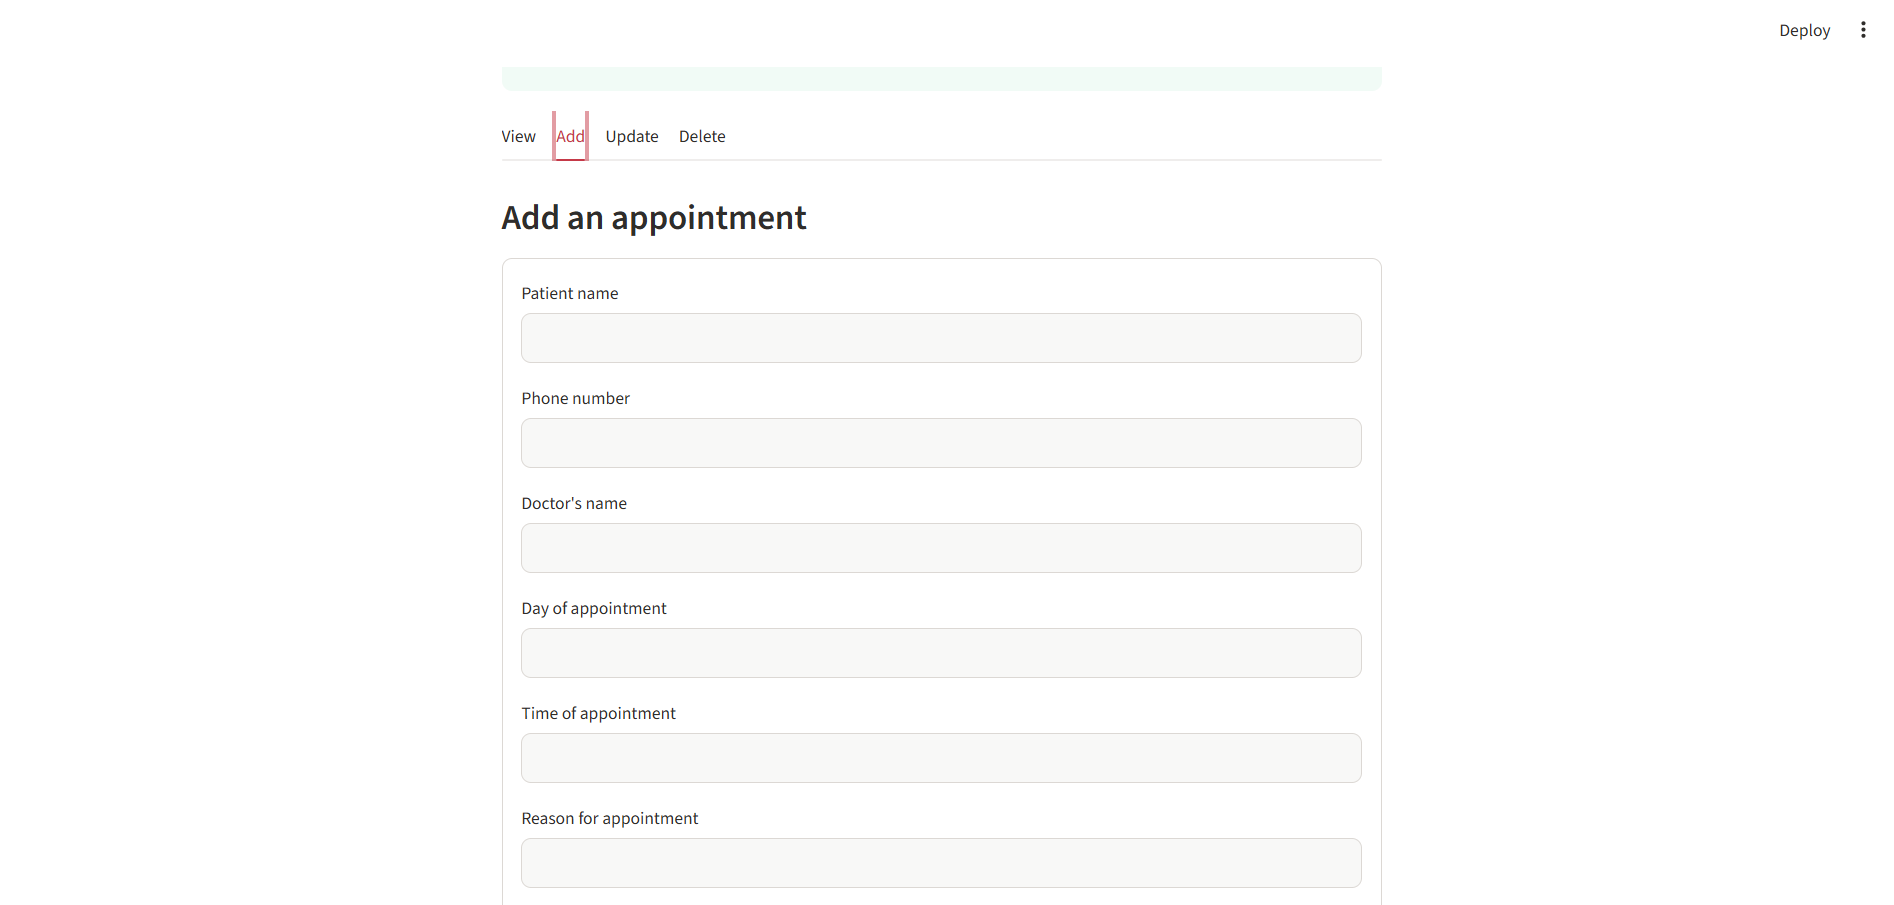 Deploy
View Add Update Delete
Add an appointment
Patient name
Phone number
Doctor's name
Day of appointment
Time of appointment
Reason for appointment